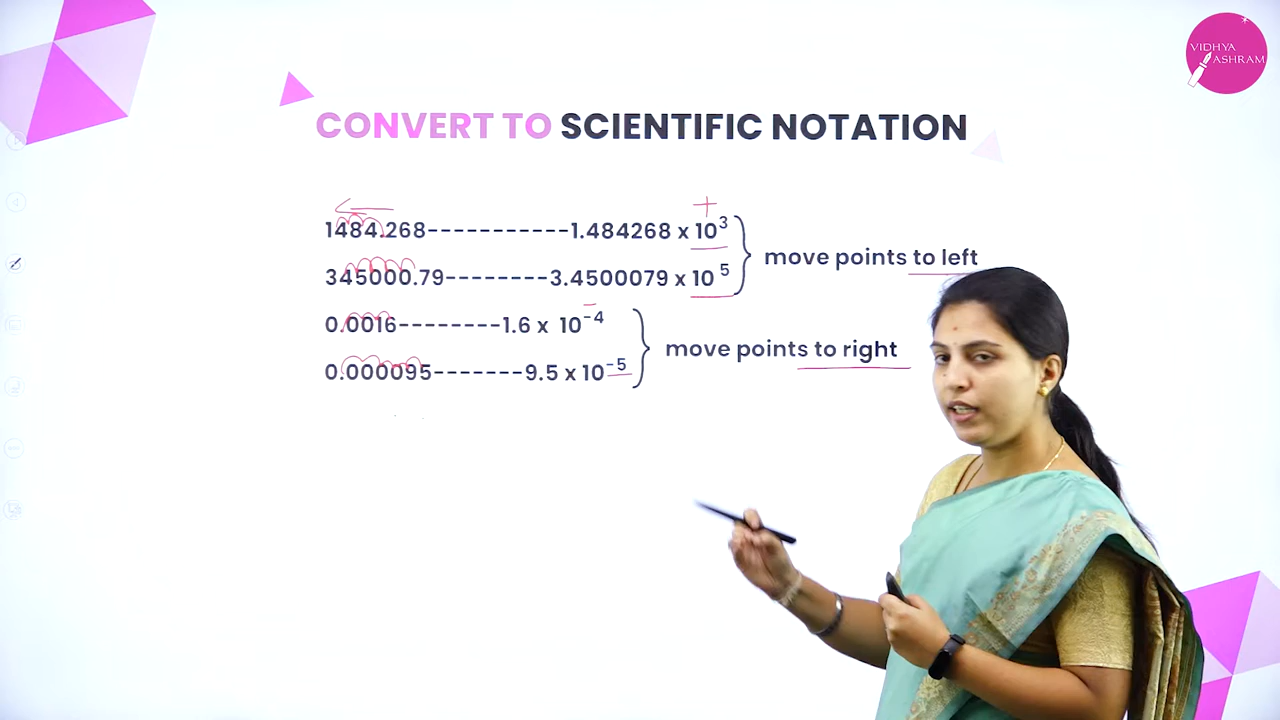 VIDHYA
ASHRAM
CONVERT TO SCIENTIFIC NOTATION
+
1484.268-----------1.484268 x 10³
move points to left
345000.79--------3.4500079 x 10⁵
0.0016--------1.6 x 10⁻⁴
move points to right
0.000095-------9.5 x 10⁻⁵